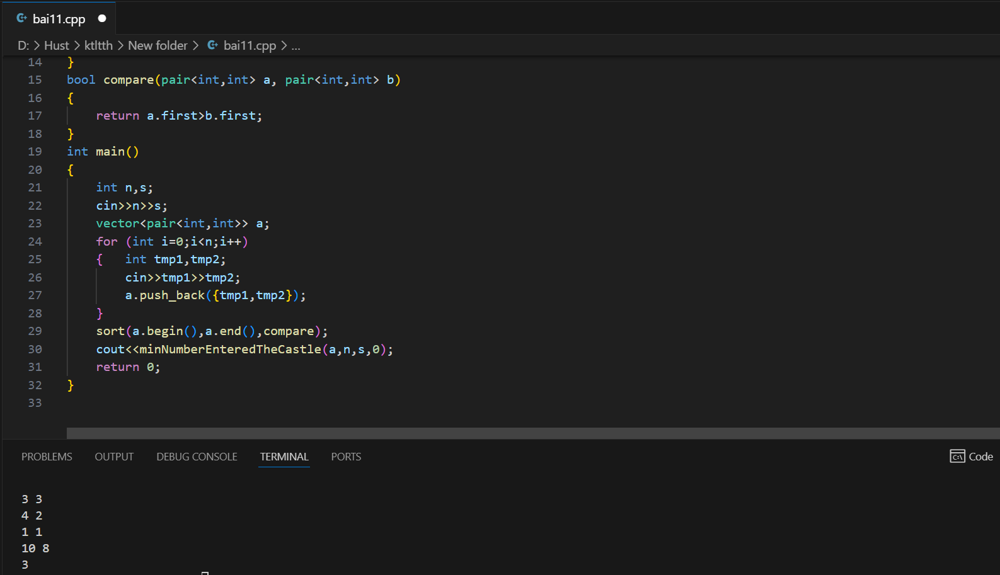 bai11.cpp
D: > Hust > ktltth > New folder > bai11.cpp > ...
14 }
15 bool compare(pair<int,int> a, pair<int,int> b)
16 {
17     return a.first>b.first;
18 }
19 int main()
20 {
21     int n,s;
22     cin>>n>>s;
23     vector<pair<int,int>> a;
24     for (int i=0;i<n;i++)
25     {   int tmp1,tmp2;
26         cin>>tmp1>>tmp2;
27         a.push_back({tmp1,tmp2});
28     }
29     sort(a.begin(),a.end(),compare);
30     cout<<minNumberEnteredTheCastle(a,n,s,0);
31     return 0;
32 }
33
PROBLEMS OUTPUT DEBUG CONSOLE TERMINAL PORTS Code
3 3
4 2
1 1
10 8
3